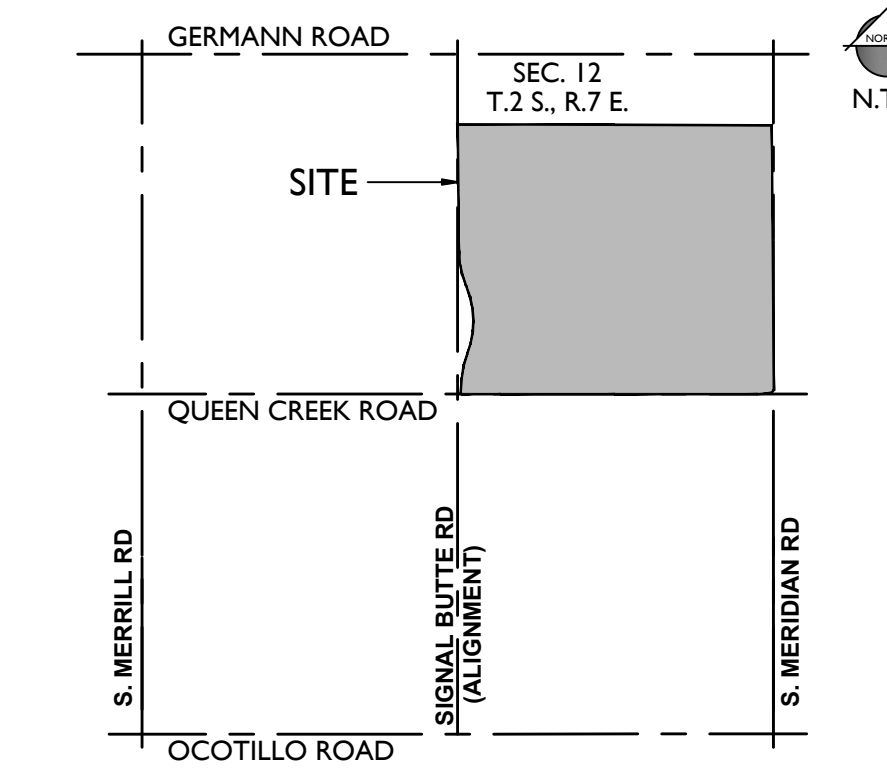 GERMANN ROAD
SEC. 12
T.2 S., R.7 E.
SITE
QUEEN CREEK ROAD
S. MERRILL RD
SIGNAL BUTTE RD
(ALIGNMENT)
S. MERIDIAN RD
OCOTILLO ROAD